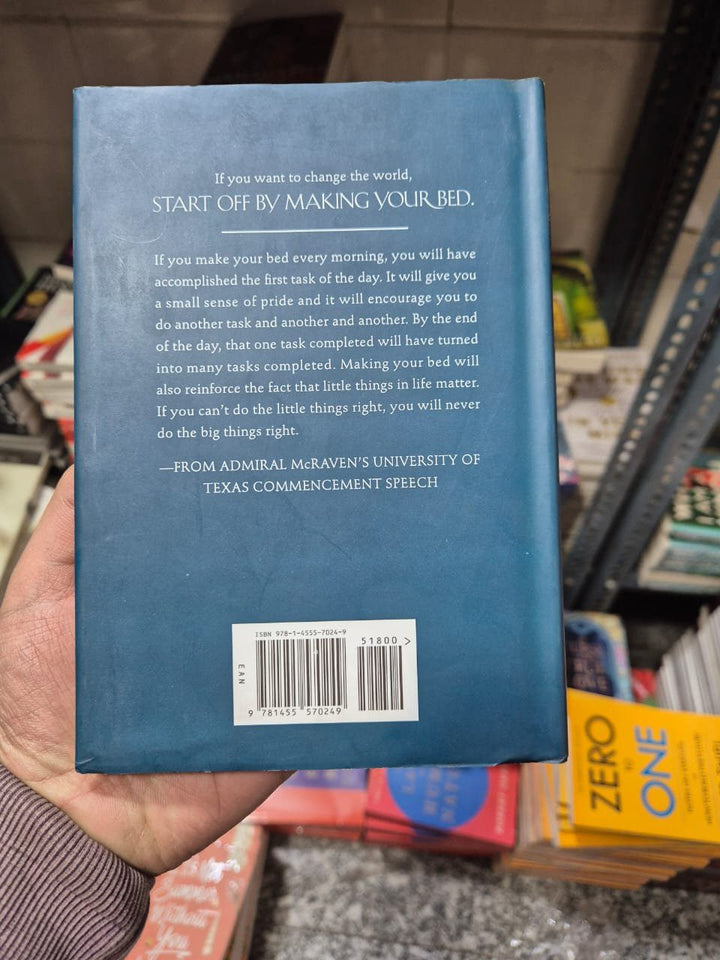 If you want to change the world,
START OFF BY MAKING YOUR BED.
If you make your bed every morning, you will have
accomplished the first task of the day. It will give you
a small sense of pride and it will encourage you to
do another task and another and another. By the end
of the day, that one task completed will have turned
into many tasks completed. Making your bed will
also reinforce the fact that little things in life matter.
If you can't do the little things right, you will never
do the big things right.
—FROM ADMIRAL McRAVEN'S UNIVERSITY OF
TEXAS COMMENCEMENT SPEECH
ISBN 978-1-4555-7024-9
51800 >
EAN
9 781455 570249
ZERO
TO
ONE